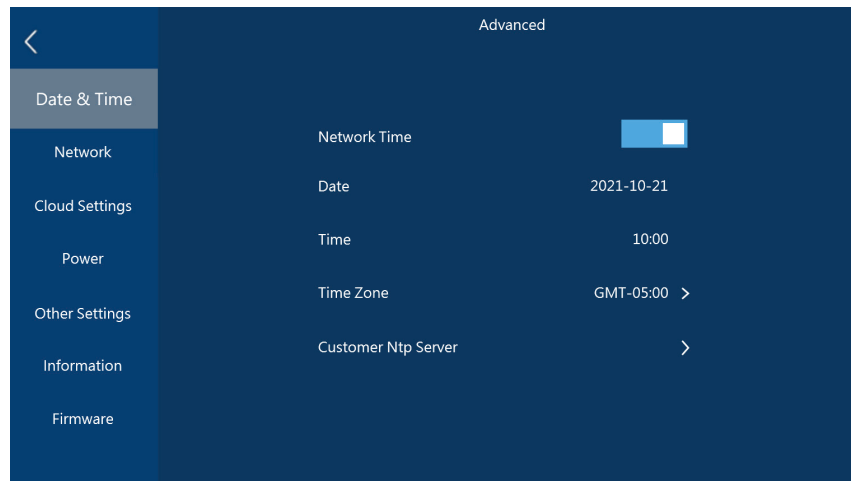 Advanced
Date & Time
Network
Cloud Settings
Power
Other Settings
Information
Firmware
Network Time
Date 2021-10-21
Time 10:00
Time Zone GMT-05:00 >
Customer Ntp Server >